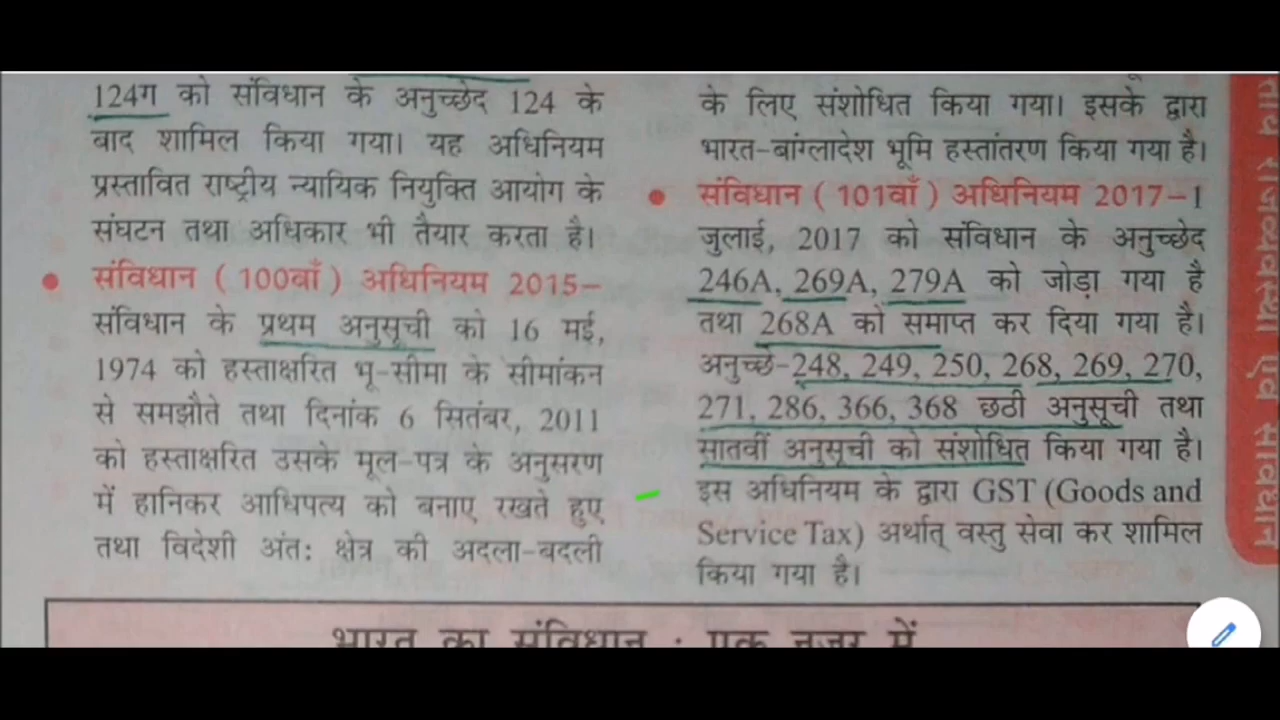 124ग को संविधान के अनुच्छेद 124 के
बाद शामिल किया गया। यह अधिनियम
प्रस्तावित राष्ट्रीय न्यायिक नियुक्ति आयोग के
संघटन तथा अधिकार भी तैयार करता है।
• संविधान ( 100वाँ ) अधिनियम 2015–
संविधान के प्रथम अनुसूची को 16 मई,
1974 को हस्ताक्षरित भू-सीमा के सीमांकन
से समझौते तथा दिनांक 6 सितंबर, 2011
को हस्ताक्षरित उसके मूल-पत्र के अनुसरण
में हानिकर आधिपत्य को बनाए रखते हुए
तथा विदेशी अंतः क्षेत्र की अदला-बदली
के लिए संशोधित किया गया। इसके द्वारा
भारत-बांग्लादेश भूमि हस्तांतरण किया गया है।
• संविधान ( 101वाँ ) अधिनियम 2017–1
जुलाई, 2017 को संविधान के अनुच्छेद
246A, 269A, 279A को जोड़ा गया है
तथा 268A को समाप्त कर दिया गया है।
अनुच्छे-248, 249, 250, 268, 269, 270,
271, 286, 366, 368 छठी अनुसूची तथा
सातवीं अनुसूची को संशोधित किया गया है।
इस अधिनियम के द्वारा GST (Goods and
Service Tax) अर्थात् वस्तु सेवा कर शामिल
किया गया है।
भारत का संविधान : एक नजर में
राजव्यवस्था एवं संविधान